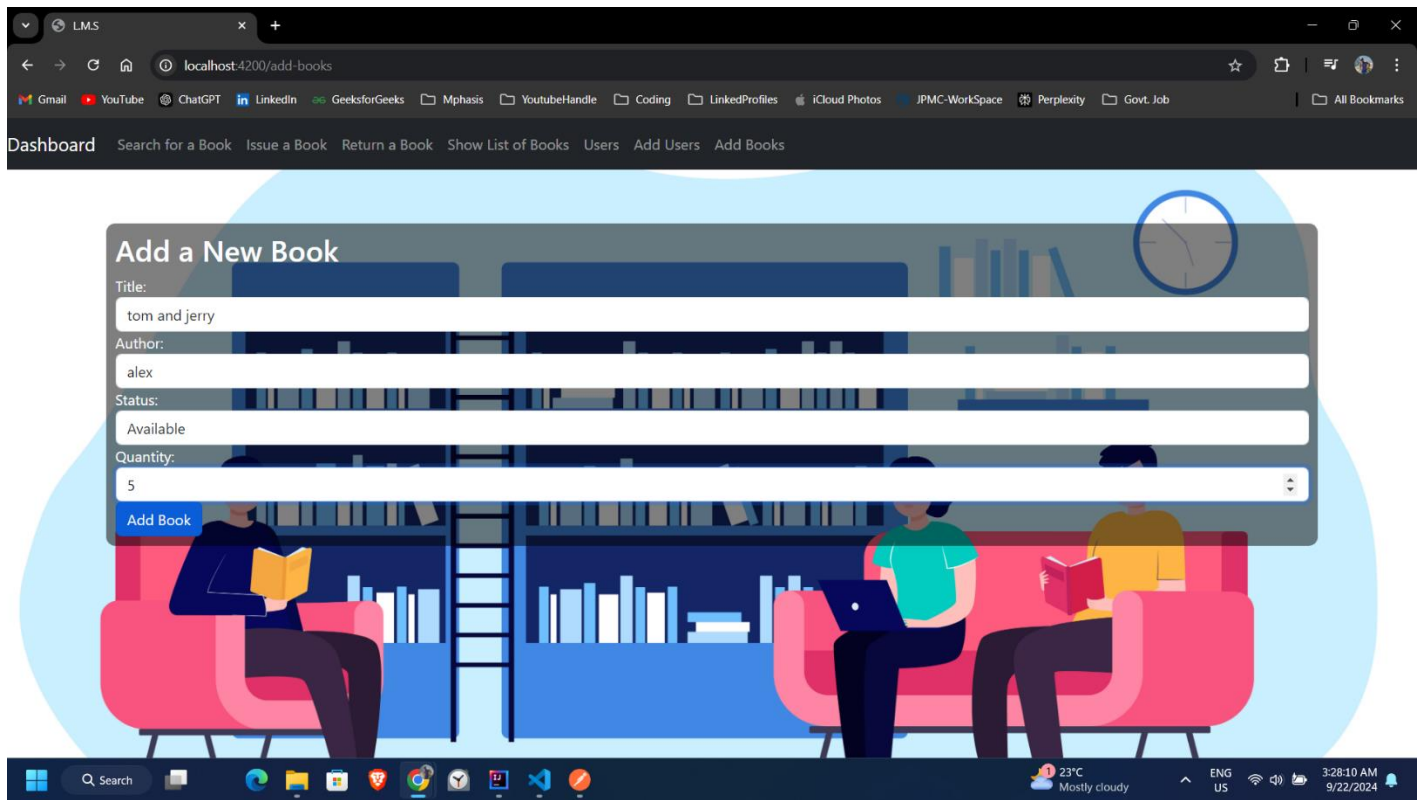 L.M.S
localhost:4200/add-books
Gmail YouTube ChatGPT LinkedIn GeeksforGeeks Mphasis YoutubeHandle Coding LinkedProfiles iCloud Photos JPMC-WorkSpace Perplexity Govt. Job All Bookmarks
Dashboard Search for a Book Issue a Book Return a Book Show List of Books Users Add Users Add Books
Add a New Book
Title:
tom and jerry
Author:
alex
Status:
Available
Quantity:
5
Add Book
Search
1 23°C
Mostly cloudy
ENG
US
3:28:10 AM
9/22/2024